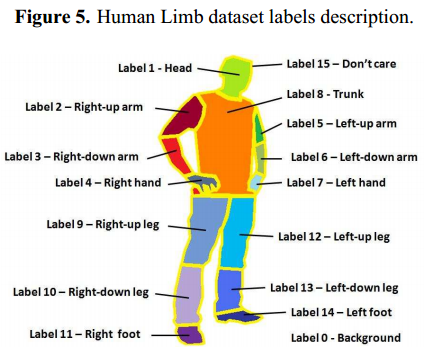 Figure 5. Human Limb dataset labels description.
Label 1 - Head
Label 15 – Don't care
Label 8 - Trunk
Label 2 – Right-up arm
Label 5 – Left-up arm
Label 3 – Right-down arm
Label 6 – Left-down arm
Label 4 – Right hand
Label 7 – Left hand
Label 9 – Right-up leg
Label 12 – Left-up leg
Label 10 – Right-down leg
Label 13 – Left-down leg
Label 14 – Left foot
Label 11 – Right foot
Label 0 - Background